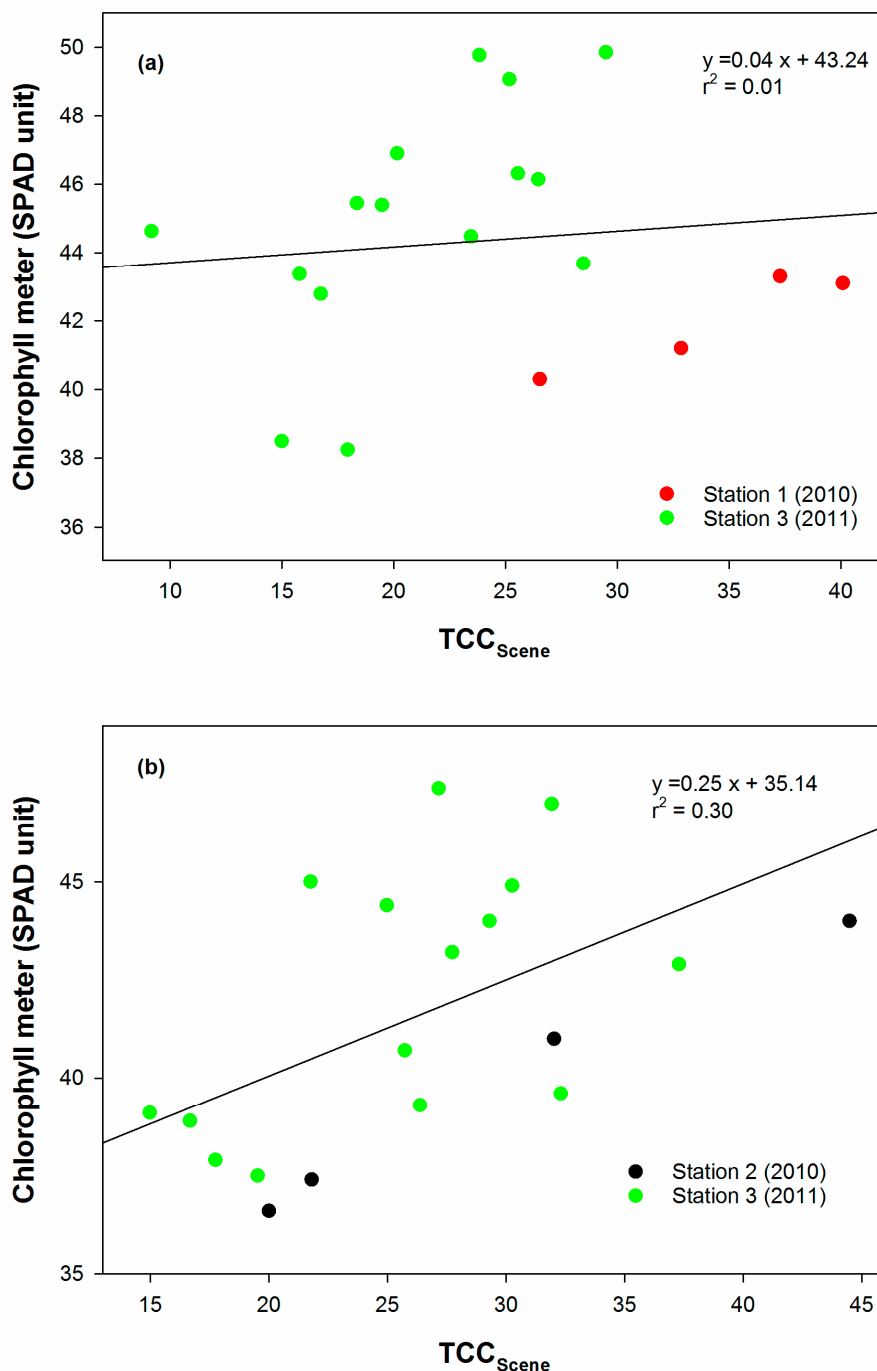 (a)
y =0.04 x + 43.24
r² = 0.01
Chlorophyll meter (SPAD unit)
50
48
46
44
42
40
38
36
Station 1 (2010)
Station 3 (2011)
10 15 20 25 30 35 40
TCC_Scene
(b)
y =0.25 x + 35.14
r² = 0.30
Chlorophyll meter (SPAD unit)
45
40
35
Station 2 (2010)
Station 3 (2011)
15 20 25 30 35 40 45
TCC_Scene